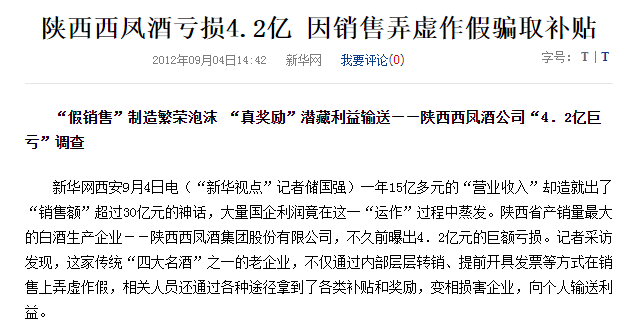 陕西西凤酒亏损4.2亿 因销售弄虚作假骗取补贴
2012年09月04日14:42 新华网 我要评论(0) 字号：T｜T
“假销售”制造繁荣泡沫 “真奖励”潜藏利益输送——陕西西凤酒公司“4．2亿巨
亏”调查
新华网西安9月4日电（“新华视点”记者储国强）一年15亿多元的“营业收入”却造就出了
“销售额”超过30亿元的神话，大量国企利润竟在这一“运作”过程中蒸发。陕西省产销量最大
的白酒生产企业——陕西西凤酒集团股份有限公司，不久前曝出4．2亿元的巨额亏损。记者采访
发现，这家传统“四大名酒”之一的老企业，不仅通过内部层层转销、提前开具发票等方式在销
售上弄虚作假，相关人员还通过各种途径拿到了各类补贴和奖励，变相损害企业，向个人输送利
益。